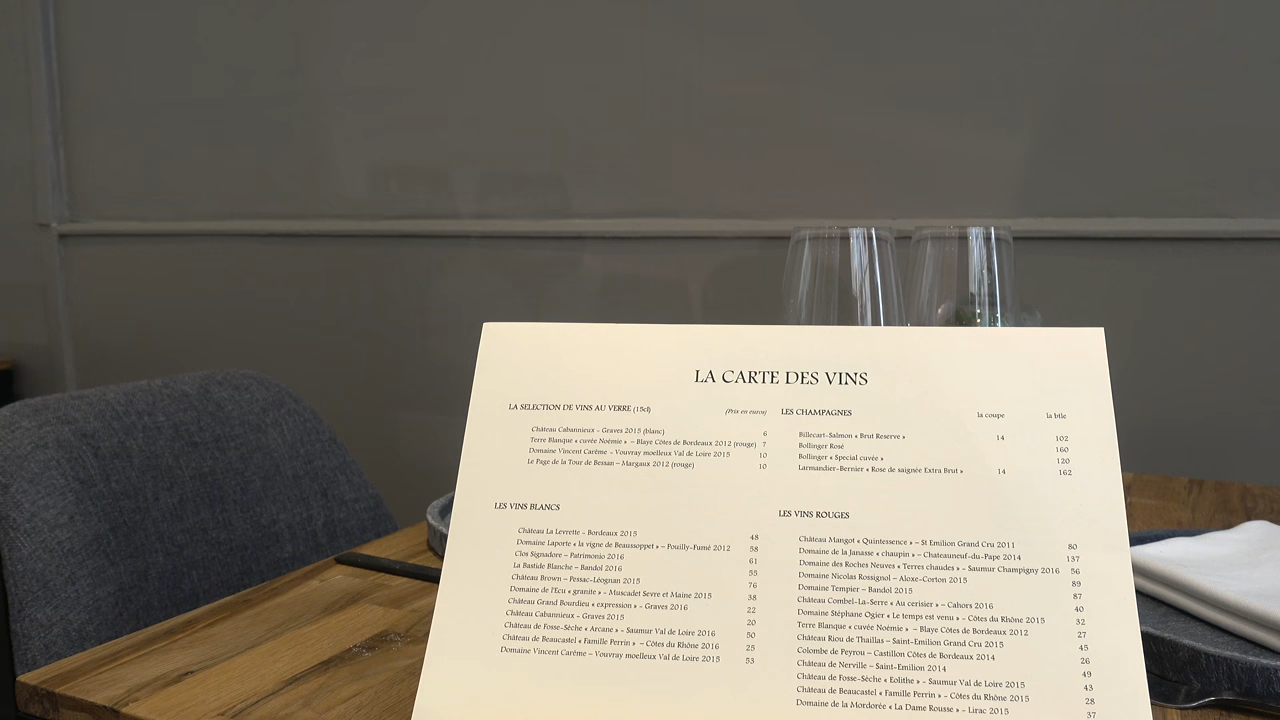 LA CARTE DES VINS
LA SELECTION DE VINS AU VERRE (15cl) (Prix en euros)
Château Cabannieux – Graves 2015 (blanc) 6
Terre Blanque « cuvée Noémie » – Blaye Côtes de Bordeaux 2012 (rouge) 7
Domaine Vincent Carême – Vouvray moelleux Val de Loire 2015 10
Le Page de la Tour de Bessan – Margaux 2012 (rouge) 10
LES CHAMPAGNES la coupe la btle
Billecart-Salmon « Brut Reserve » 14 102
Bollinger Rosé 160
Bollinger « Special cuvée » 120
Larmandier-Bernier « Rose de saignée Extra Brut » 14 162
LES VINS BLANCS
Château La Levrette – Bordeaux 2015 48
Domaine Laporte « la vigne de Beaussoppet » – Pouilly-Fumé 2012 58
Clos Signadore – Patrimonio 2016 61
La Bastide Blanche – Bandol 2016 55
Château Brown – Pessac-Léognan 2015 76
Domaine de l'Ecu « granite » – Muscadet Sevre et Maine 2015 38
Château Grand Bourdieu « expression » – Graves 2016 22
Château Cabannieux – Graves 2015 20
Château de Fosse-Sèche « Arcane » – Saumur Val de Loire 2016 50
Château de Beaucastel « Famille Perrin » – Côtes du Rhône 2016 25
Domaine Vincent Carême – Vouvray moelleux Val de Loire 2015 53
LES VINS ROUGES
Château Mangot « Quintessence » – St Emilion Grand Cru 2011 80
Domaine de la Janasse « chaupin » – Chateauneuf-du-Pape 2014 137
Domaine des Roches Neuves « Terres chaudes » – Saumur Champigny 2016 56
Domaine Nicolas Rossignol – Aloxe-Corton 2015 89
Domaine Tempier – Bandol 2015 87
Château Combel-La-Serre « Au cerisier » – Cahors 2016 40
Domaine Stéphane Ogier « Le temps est venu » – Côtes du Rhône 2015 32
Terre Blanque « cuvée Noémie » – Blaye Côtes de Bordeaux 2012 27
Château Riou de Thaillas – Saint-Emilion Grand Cru 2015 45
Colombe de Peyrou – Castillon Côtes de Bordeaux 2014 26
Château de Nerville – Saint-Emilion 2014 49
Château de Fosse-Sèche « Eolithe » – Saumur Val de Loire 2015 43
Château de Beaucastel « Famille Perrin » – Côtes du Rhône 2015 28
Domaine de la Mordorée « La Dame Rousse » – Lirac 2015 37